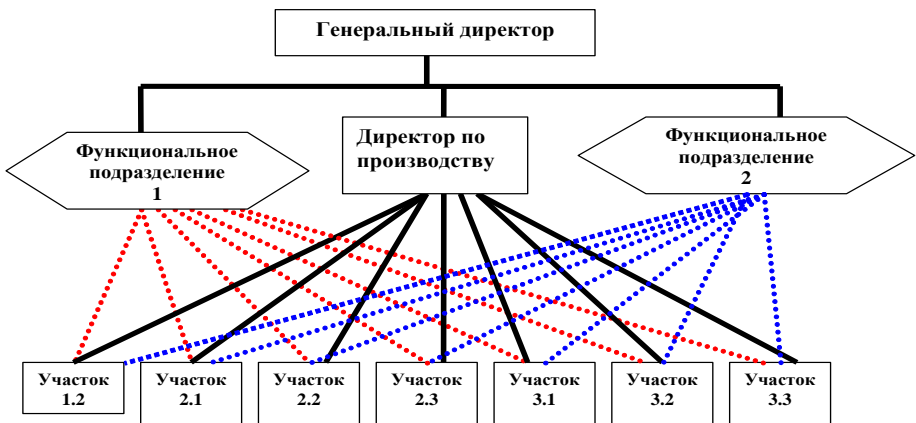 Генеральный директор
Функциональное
подразделение
1
Директор по
производству
Функциональное
подразделение
2
Участок
1.2
Участок
2.1
Участок
2.2
Участок
2.3
Участок
3.1
Участок
3.2
Участок
3.3